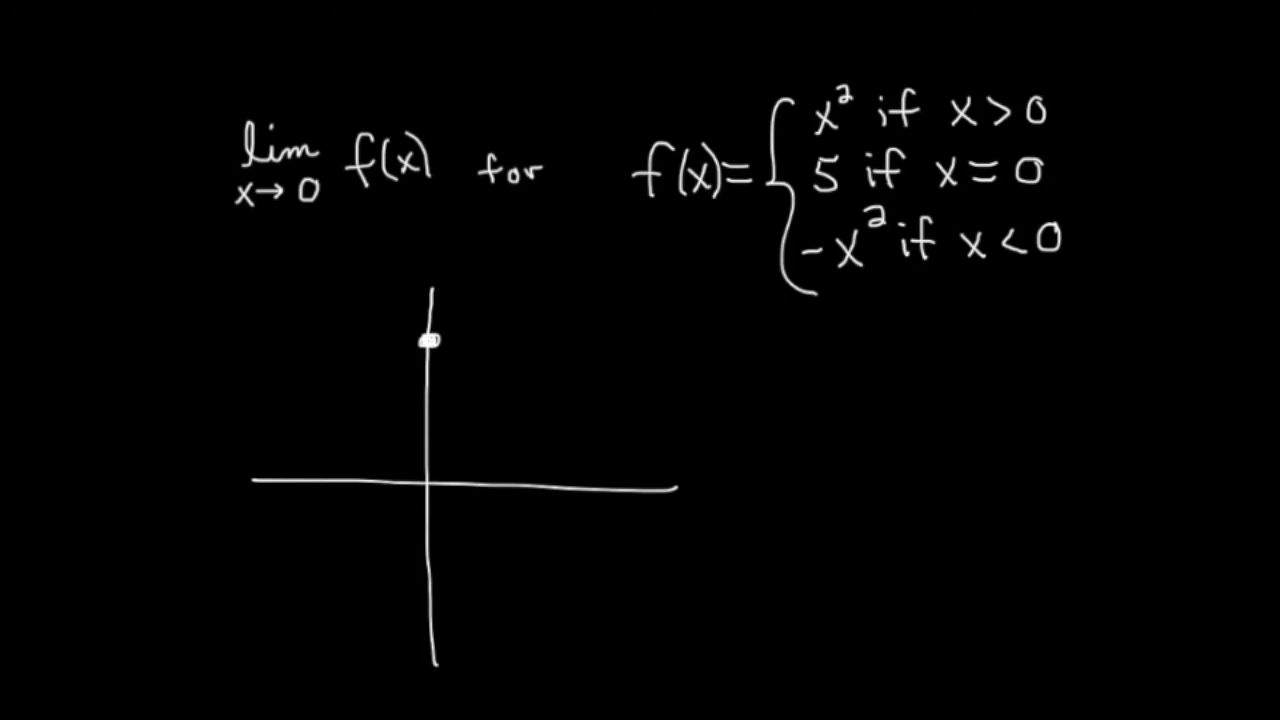 lim f(x) for f(x)= { x² if x > 0
x→0
5 if x = 0
-x² if x < 0